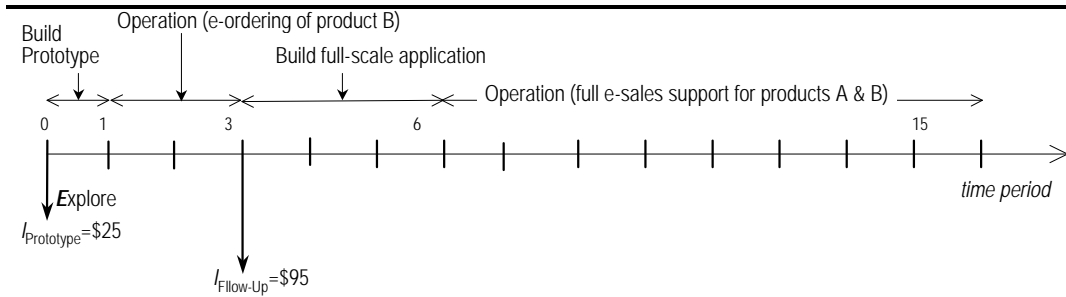 Operation (e-ordering of product B)
Build
Prototype
Build full-scale application
Operation (full e-sales support for products A & B)
0 1 3 6 15
time period
Explore
IPrototype=$25
IFllow-Up=$95